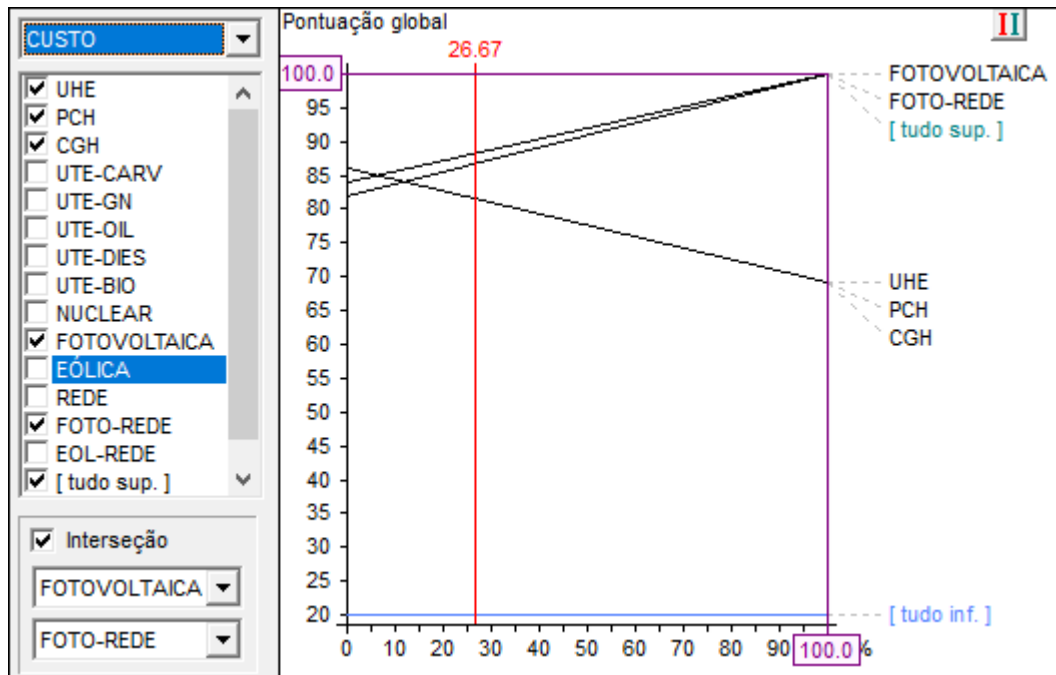 CUSTO
UHE
PCH
CGH
UTE-CARV
UTE-GN
UTE-OIL
UTE-DIES
UTE-BIO
NUCLEAR
FOTOVOLTAICA
EÓLICA
REDE
FOTO-REDE
EOL-REDE
[ tudo sup. ]
Interseção
FOTOVOLTAICA
FOTO-REDE
Pontuação global
II
26.67
100.0
95
90
85
80
75
70
65
60
55
50
45
40
35
30
25
20
0 10 20 30 40 50 60 70 80 90 100.0 %
FOTOVOLTAICA
FOTO-REDE
[ tudo sup. ]
UHE
PCH
CGH
[ tudo inf. ]